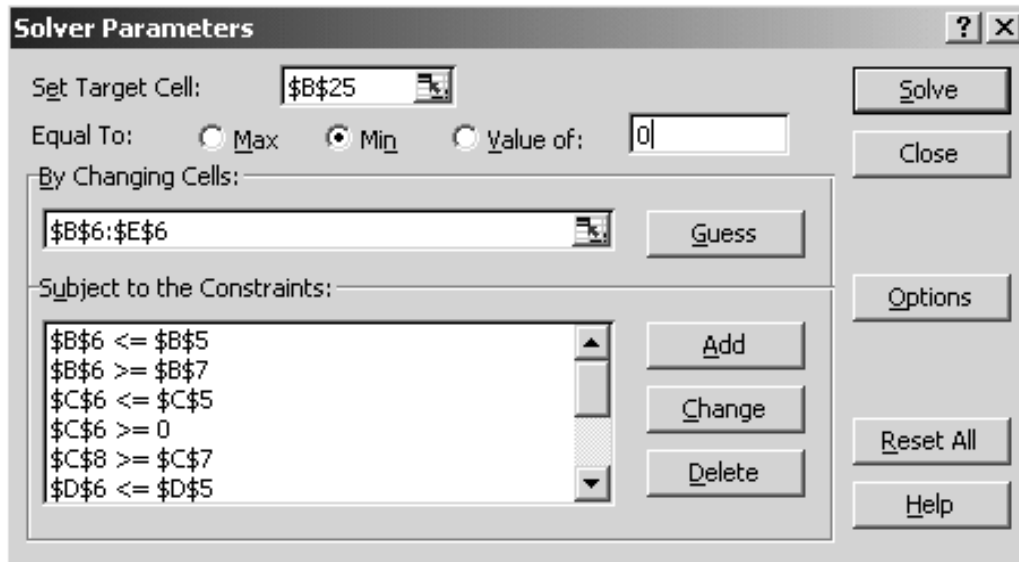 Solver Parameters ? X
Set Target Cell: $B$25 Solve
Equal To: Max Min Value of: 0 Close
By Changing Cells:
$B$6:$E$6 Guess
Subject to the Constraints: Options
$B$6 <= $B$5 Add
$B$6 >= $B$7
$C$6 <= $C$5 Change
$C$6 >= 0 Reset All
$C$8 >= $C$7 Delete
$D$6 <= $D$5 Help